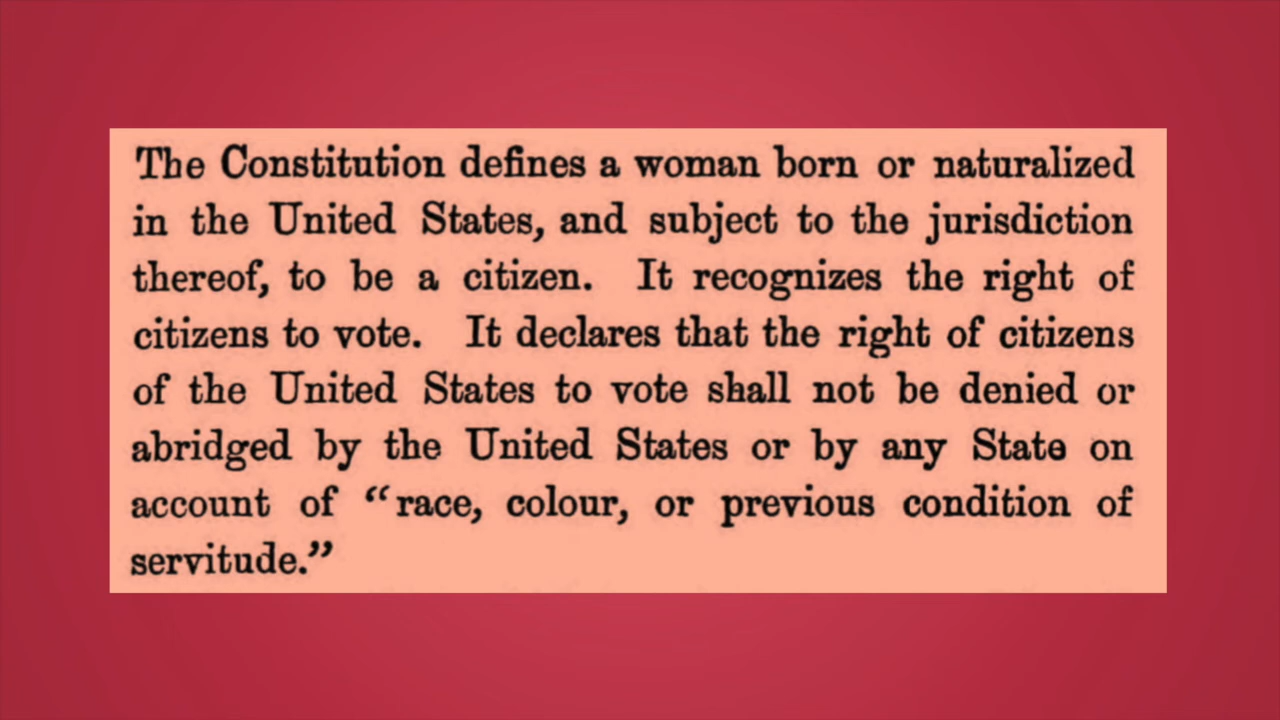 The Constitution defines a woman born or naturalized
in the United States, and subject to the jurisdiction
thereof, to be a citizen. It recognizes the right of
citizens to vote. It declares that the right of citizens
of the United States to vote shall not be denied or
abridged by the United States or by any State on
account of “race, colour, or previous condition of
servitude.”